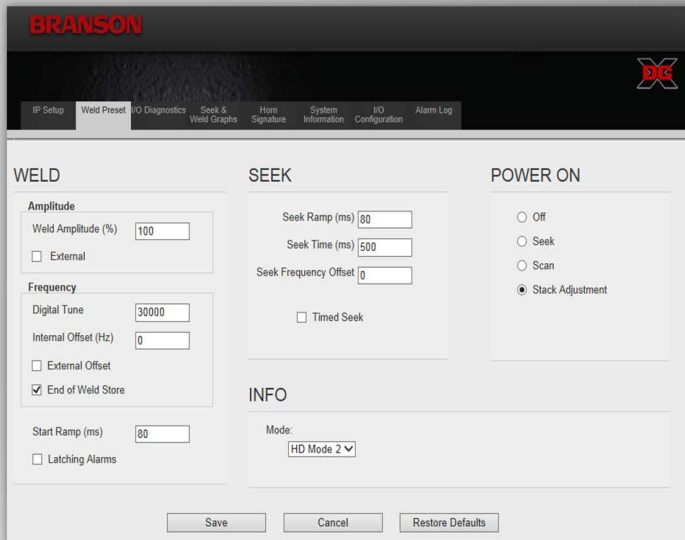 BRANSON
DCX
IP Setup
Weld Preset
I/O Diagnostics
Seek &
Weld Graphs
Horn
Signature
System
Information
I/O
Configuration
Alarm Log
WELD
Amplitude
Weld Amplitude (%) 100
External
Frequency
Digital Tune 30000
Internal Offset (Hz) 0
External Offset
End of Weld Store
Start Ramp (ms) 80
Latching Alarms
SEEK
Seek Ramp (ms) 80
Seek Time (ms) 500
Seek Frequency Offset 0
Timed Seek
POWER ON
Off
Seek
Scan
Stack Adjustment
INFO
Mode:
HD Mode 2
Save
Cancel
Restore Defaults